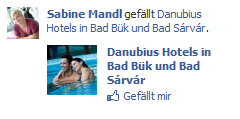 Sabine Mandl gefällt Danubius
Hotels in Bad Bük und Bad Sárvár.
Danubius Hotels in
Bad Bük und Bad
Sárvár
Gefällt mir